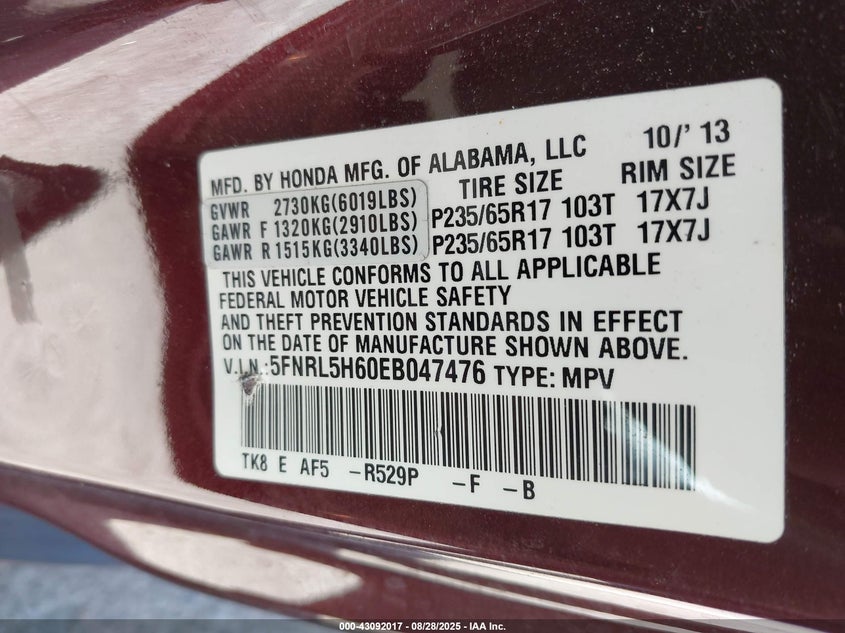 MFD. BY HONDA MFG. OF ALABAMA, LLC 10/' 13
TIRE SIZE RIM SIZE
GVWR 2730KG(6019LBS)
GAWR F 1320KG(2910LBS) P235/65R17 103T 17X7J
GAWR R 1515KG(3340LBS) P235/65R17 103T 17X7J
THIS VEHICLE CONFORMS TO ALL APPLICABLE
FEDERAL MOTOR VEHICLE SAFETY
AND THEFT PREVENTION STANDARDS IN EFFECT
ON THE DATE OF MANUFACTURE SHOWN ABOVE.
V.I.N.:5FNRL5H60EB047476 TYPE: MPV
TK8 E AF5 -R529P -F -B
000-43092017 - 08/28/2025 - IAA Inc.